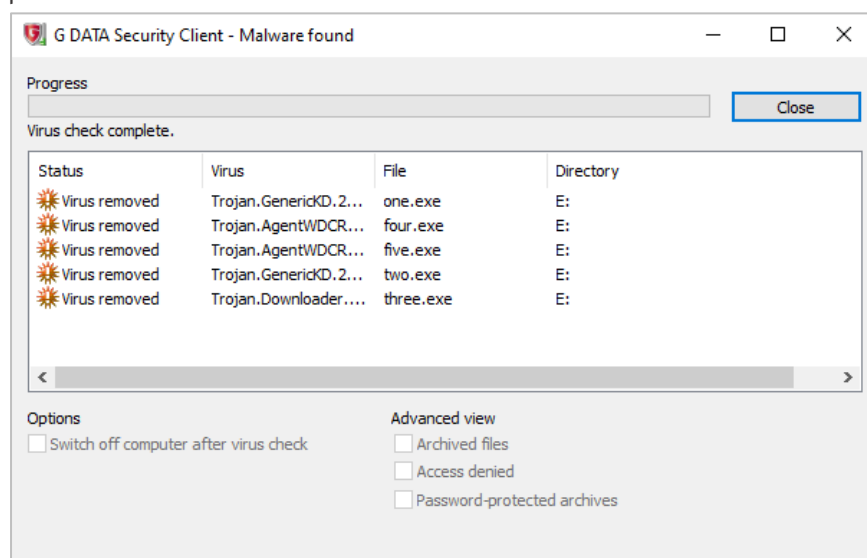 G DATA Security Client - Malware found
Progress
Close
Virus check complete.
Status Virus File Directory
Virus removed Trojan.GenericKD.2... one.exe E:
Virus removed Trojan.AgentWDCR... four.exe E:
Virus removed Trojan.AgentWDCR... five.exe E:
Virus removed Trojan.GenericKD.2... two.exe E:
Virus removed Trojan.Downloader.... three.exe E:
Options Advanced view
Switch off computer after virus check Archived files
Access denied
Password-protected archives